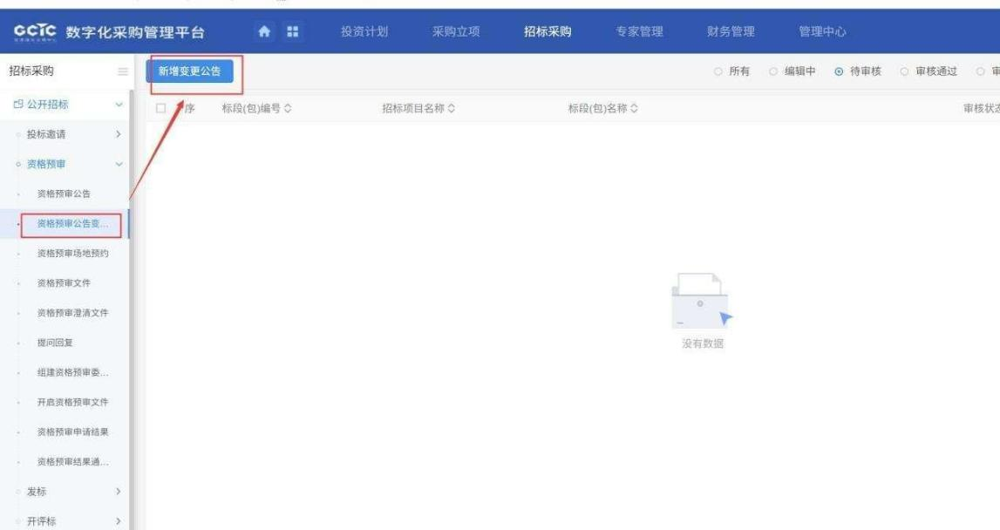 GCTC 数字化采购管理平台 投资计划 采购立项 招标采购 专家管理 财务管理 管理中心
招标采购
新增变更公告
所有 编辑中 待审核 审核通过
公开招标
序 标段(包)编号 招标项目名称 标段(包)名称 审核状态
投标邀请
资格预审
资格预审公告
资格预审公告变...
资格预审场地预约
资格预审文件
资格预审澄清文件
提问回复
没有数据
组建资格预审委...
开启资格预审文件
资格预审申请结果
资格预审结果通...
发标
开评标